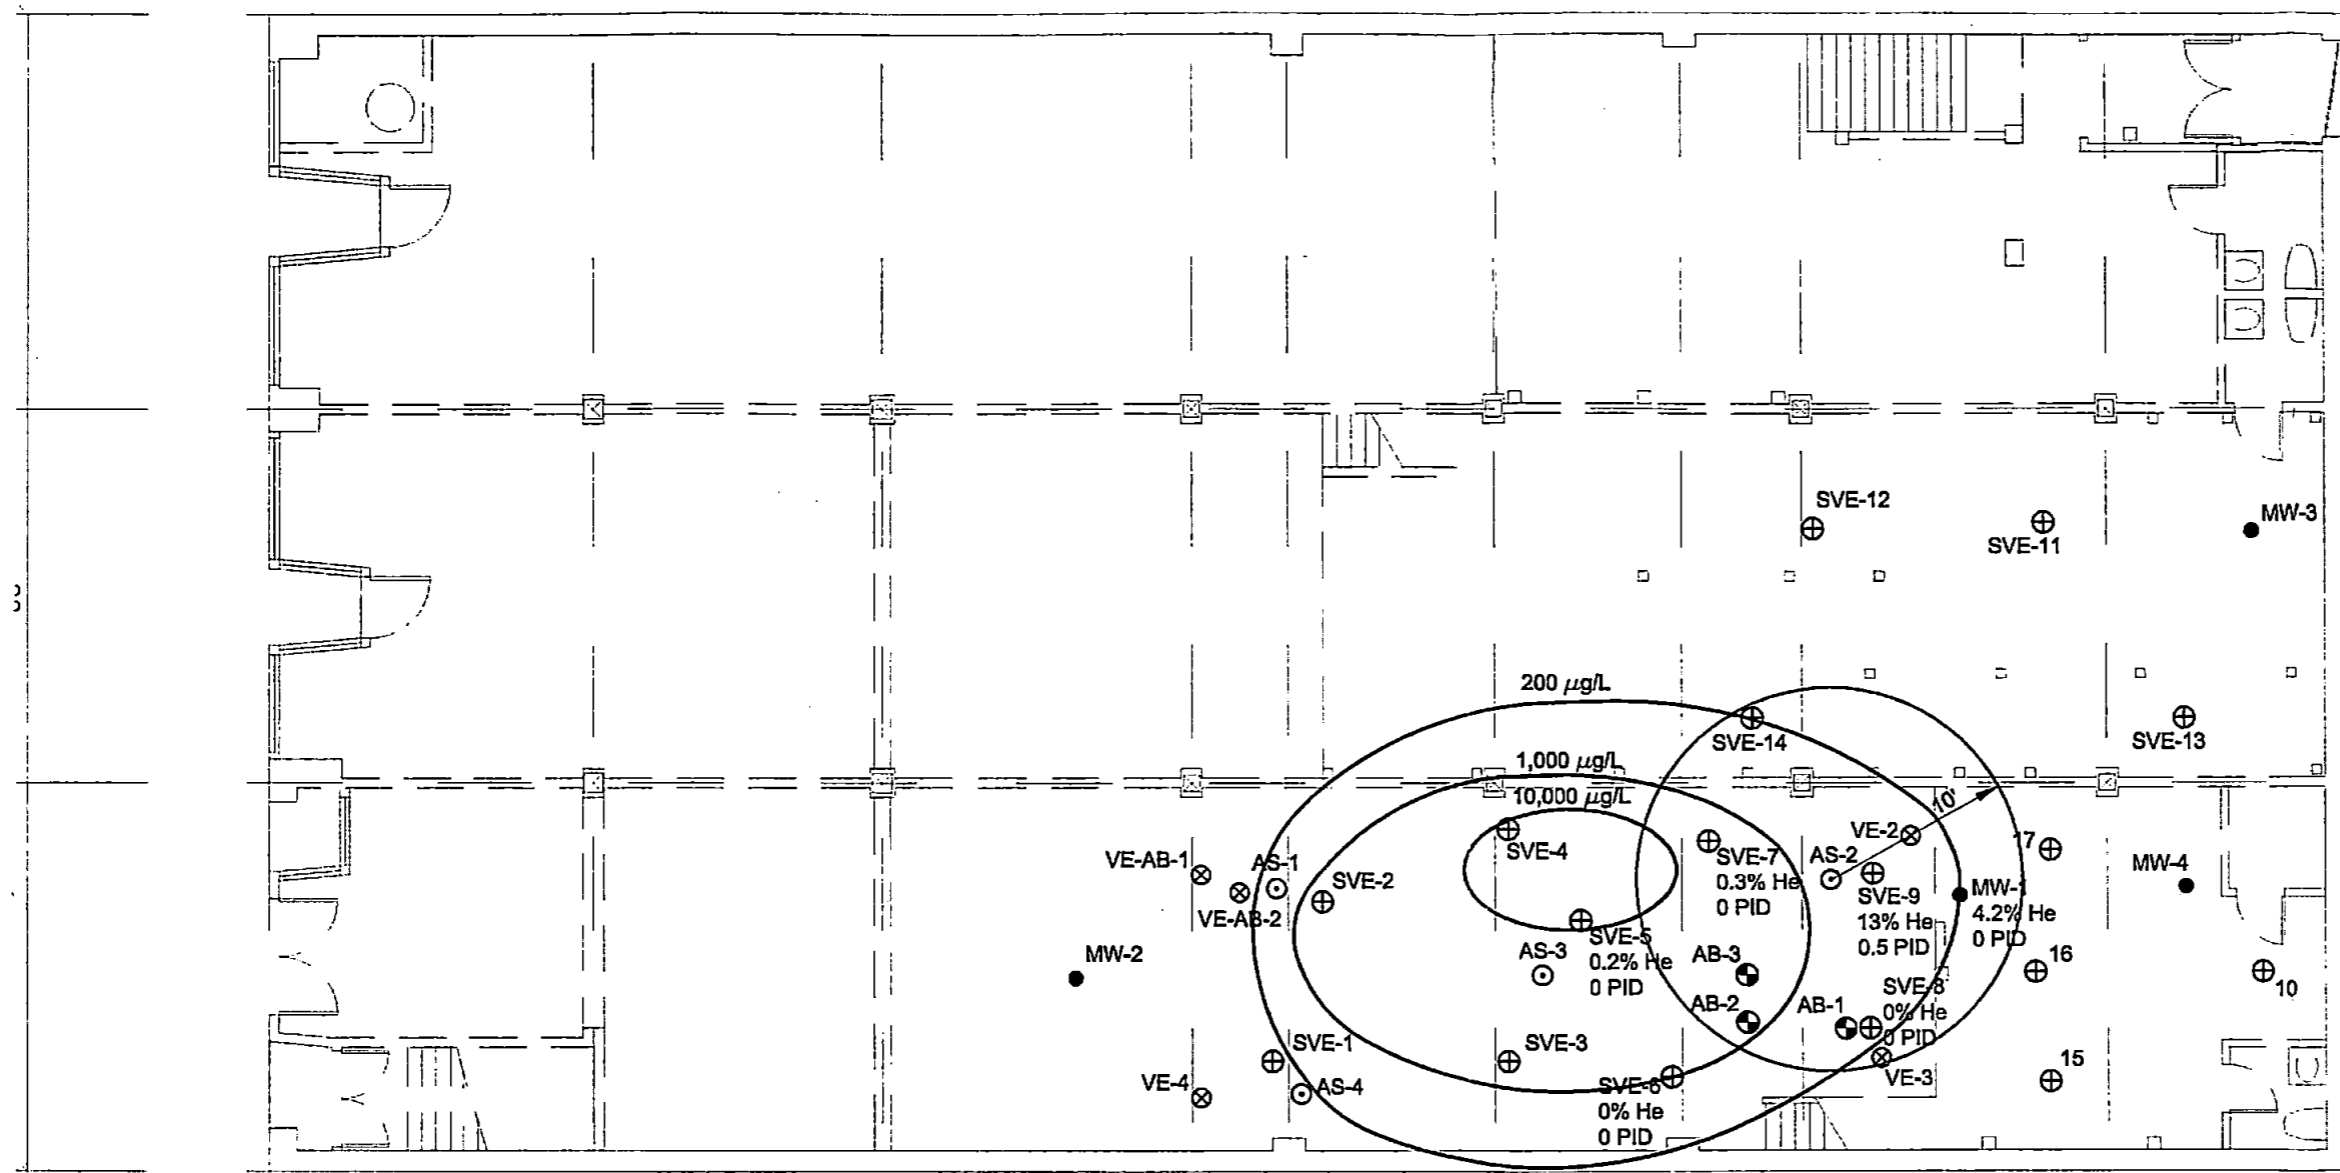 SVE-12
MW-3
SVE-11
200 µg/L
SVE-14
SVE-13
1,000 µg/L
10,000 µg/L
10'
VE-2
SVE-4
17
VE-AB-1
AS-1
SVE-2
SVE-7
0.3% He
0 PID
AS-2
MW-4
VE-AB-2
SVE-9
13% He
0.5 PID
MW-1
4.2% He
0 PID
MW-2
SVE-5
0.2% He
0 PID
AS-3
AB-3
16
10
AB-2
AB-1
SVE-8
0% He
0 PID
SVE-1
SVE-3
15
VE-4
AS-4
SVE-6
0% He
0 PID
VE-3